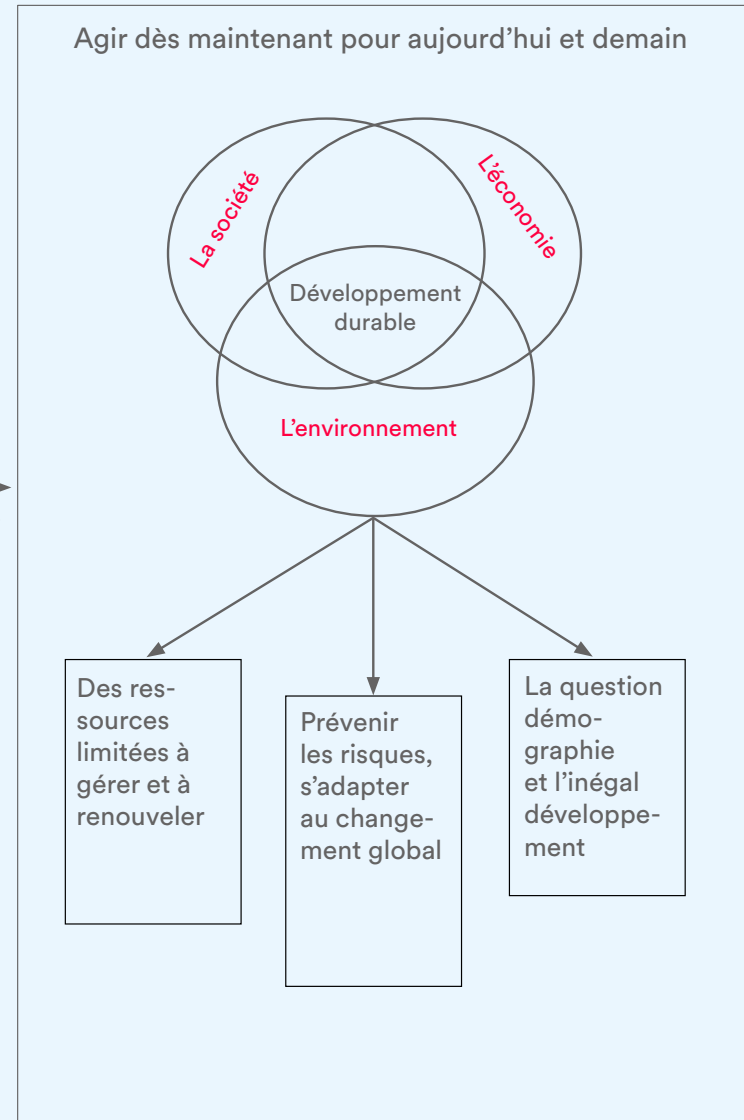 Agir dès maintenant pour aujourd’hui et demain
La société
L’économie
Développement
durable
L’environnement
Des res-
sources
limitées à
gérer et à
renouveler
Prévenir
les risques,
s’adapter
au change-
ment global
La question
démo-
graphie
et l’inégal
développe-
ment